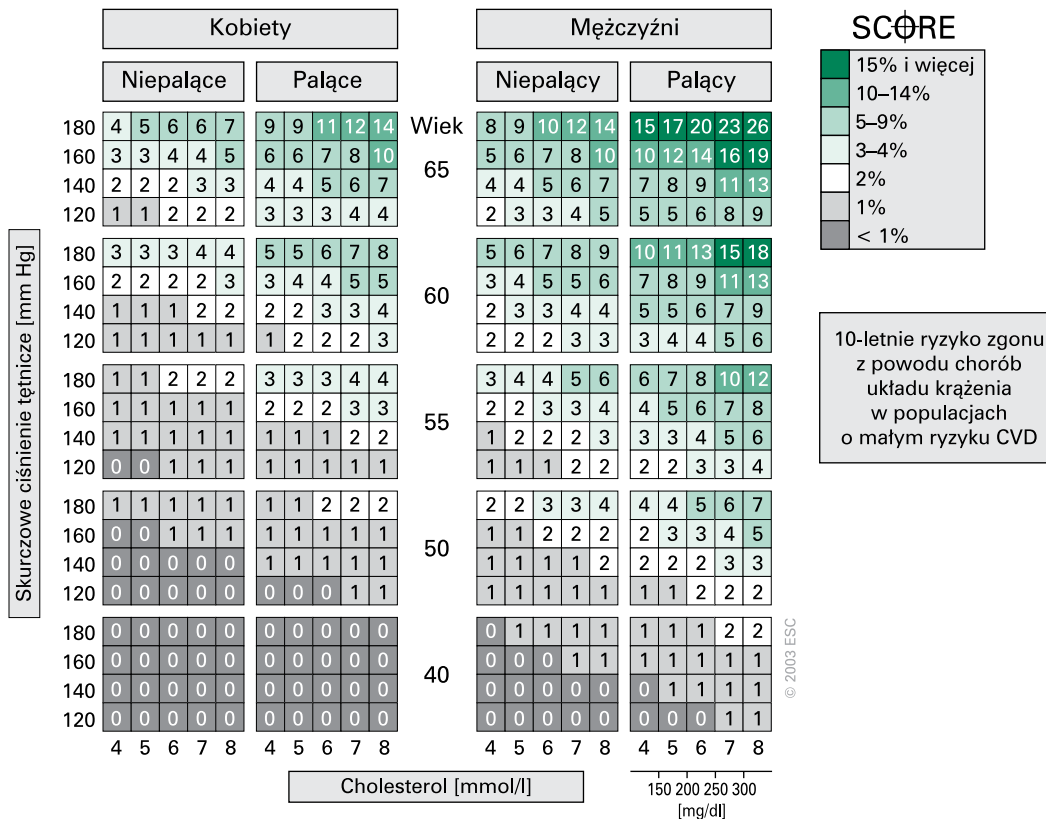 Kobiety Mężczyźni SCORE
Niepalące Palące Niepalący Palący
15% i więcej
10–14%
5–9%
3–4%
2%
1%
< 1%
Skurczowe ciśnienie tętnicze [mm Hg]
Wiek
180 4 5 6 6 7 9 9 11 12 14 8 9 10 12 14 15 17 20 23 26
160 3 3 4 4 5 6 6 7 8 10 5 6 7 8 10 10 12 14 16 19
65
140 2 2 2 3 3 4 4 5 6 7 4 4 5 6 7 7 8 9 11 13
120 1 1 2 2 2 3 3 3 4 4 2 3 3 4 5 5 5 6 8 9
180 3 3 3 4 4 5 5 6 7 8 5 6 7 8 9 10 11 13 15 18
160 2 2 2 2 3 3 4 4 5 5 3 4 5 5 6 7 8 9 11 13
60
140 1 1 1 2 2 2 2 3 3 4 2 3 3 4 4 5 5 6 7 9
120 1 1 1 1 1 1 2 2 2 3 2 2 2 3 3 3 4 4 5 6
180 1 1 2 2 2 3 3 3 4 4 3 4 4 5 6 6 7 8 10 12
160 1 1 1 1 1 2 2 2 3 3 2 2 3 3 4 4 5 6 7 8
55
140 1 1 1 1 1 1 1 1 2 2 1 2 2 2 3 3 3 4 5 6
120 0 0 1 1 1 1 1 1 1 1 1 1 1 2 2 2 2 3 3 4
180 1 1 1 1 1 1 1 2 2 2 2 2 3 3 4 4 4 5 6 7
160 0 0 1 1 1 1 1 1 1 1 1 1 2 2 2 2 3 3 4 5
50
140 0 0 0 0 0 1 1 1 1 1 1 1 1 1 2 2 2 2 3 3
120 0 0 0 0 0 0 0 0 1 1 1 1 1 1 1 1 1 2 2 2
180 0 0 0 0 0 0 0 0 0 0 0 1 1 1 1 1 1 1 2 2
160 0 0 0 0 0 0 0 0 0 0 0 0 0 1 1 1 1 1 1 1
40
140 0 0 0 0 0 0 0 0 0 0 0 0 0 0 0 0 1 1 1 1
120 0 0 0 0 0 0 0 0 0 0 0 0 0 0 0 0 0 0 1 1
4 5 6 7 8 4 5 6 7 8 4 5 6 7 8
Cholesterol [mmol/l]
150 200 250 300
[mg/dl]
10-letnie ryzyko zgonu
z powodu chorób
układu krążenia
w populacjach
o małym ryzyku CVD
© 2003 ESC